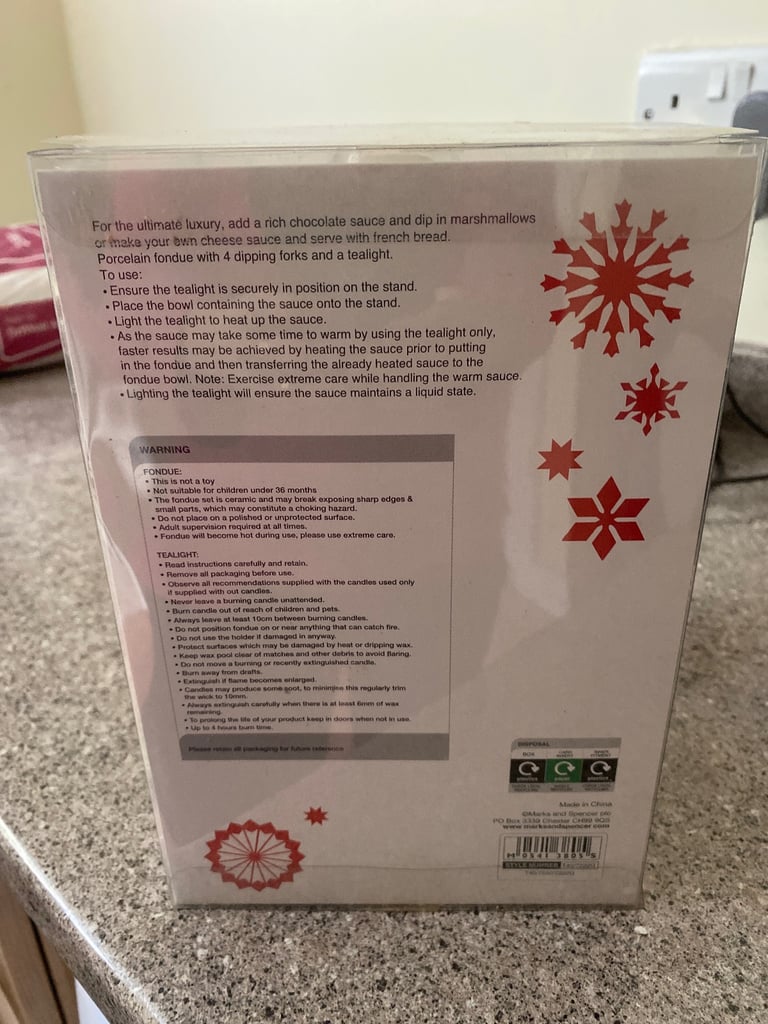 For the ultimate luxury, add a rich chocolate sauce and dip in marshmallows
or make your own cheese sauce and serve with french bread.
Porcelain fondue with 4 dipping forks and a tealight.
To use:
• Ensure the tealight is securely in position on the stand.
• Place the bowl containing the sauce onto the stand.
• Light the tealight to heat up the sauce.
• As the sauce may take some time to warm by using the tealight only,
faster results may be achieved by heating the sauce prior to putting
in the fondue and then transferring the already heated sauce to the
fondue bowl. Note: Exercise extreme care while handling the warm sauce.
• Lighting the tealight will ensure the sauce maintains a liquid state.
WARNING
FONDUE:
• This is not a toy
• Not suitable for children under 36 months
• The fondue set is ceramic and may break exposing sharp edges &
small parts, which may constitute a choking hazard.
• Do not place on a polished or unprotected surface.
• Adult supervision required at all times.
• Fondue will become hot during use, please use extreme care.
TEALIGHT:
• Read instructions carefully and retain.
• Remove all packaging before use.
• Observe all recommendations supplied with the candles used only
if supplied with out candles.
• Never leave a burning candle unattended.
• Burn candle out of reach of children and pets.
• Always leave at least 10cm between burning candles.
• Do not position fondue on or near anything that can catch fire.
• Do not use the holder if damaged in anyway.
• Protect surfaces which may be damaged by heat or dripping wax.
• Keep wax pool clear of matches and other debris to avoid flaring.
• Do not move a burning or recently extinguished candle.
• Burn away from drafts.
• Extinguish if flame becomes enlarged.
• Candles may produce some soot, to minimise this regularly trim
the wick to 10mm.
• Always extinguish carefully when there is at least 6mm of wax
remaining.
• To prolong the life of your product keep in doors when not in use.
• Up to 4 hours burn time.
Please retain all packaging for future reference
DISPOSAL
BOX
plastics
paper
plastics
Made in China
©Marks and Spencer plc
PO Box 3339 Chester CH99 9QS
www.marksandspencer.com
STYLE NUMBER